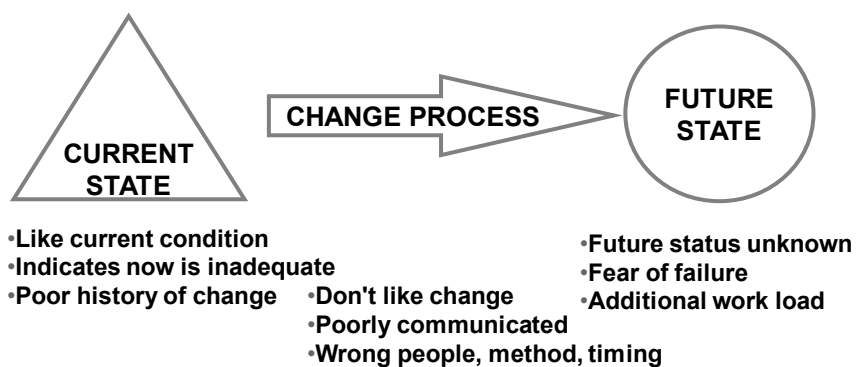 CURRENT
STATE
CHANGE PROCESS
FUTURE
STATE
•Like current condition
•Indicates now is inadequate
•Poor history of change
•Don't like change
•Poorly communicated
•Wrong people, method, timing
•Future status unknown
•Fear of failure
•Additional work load